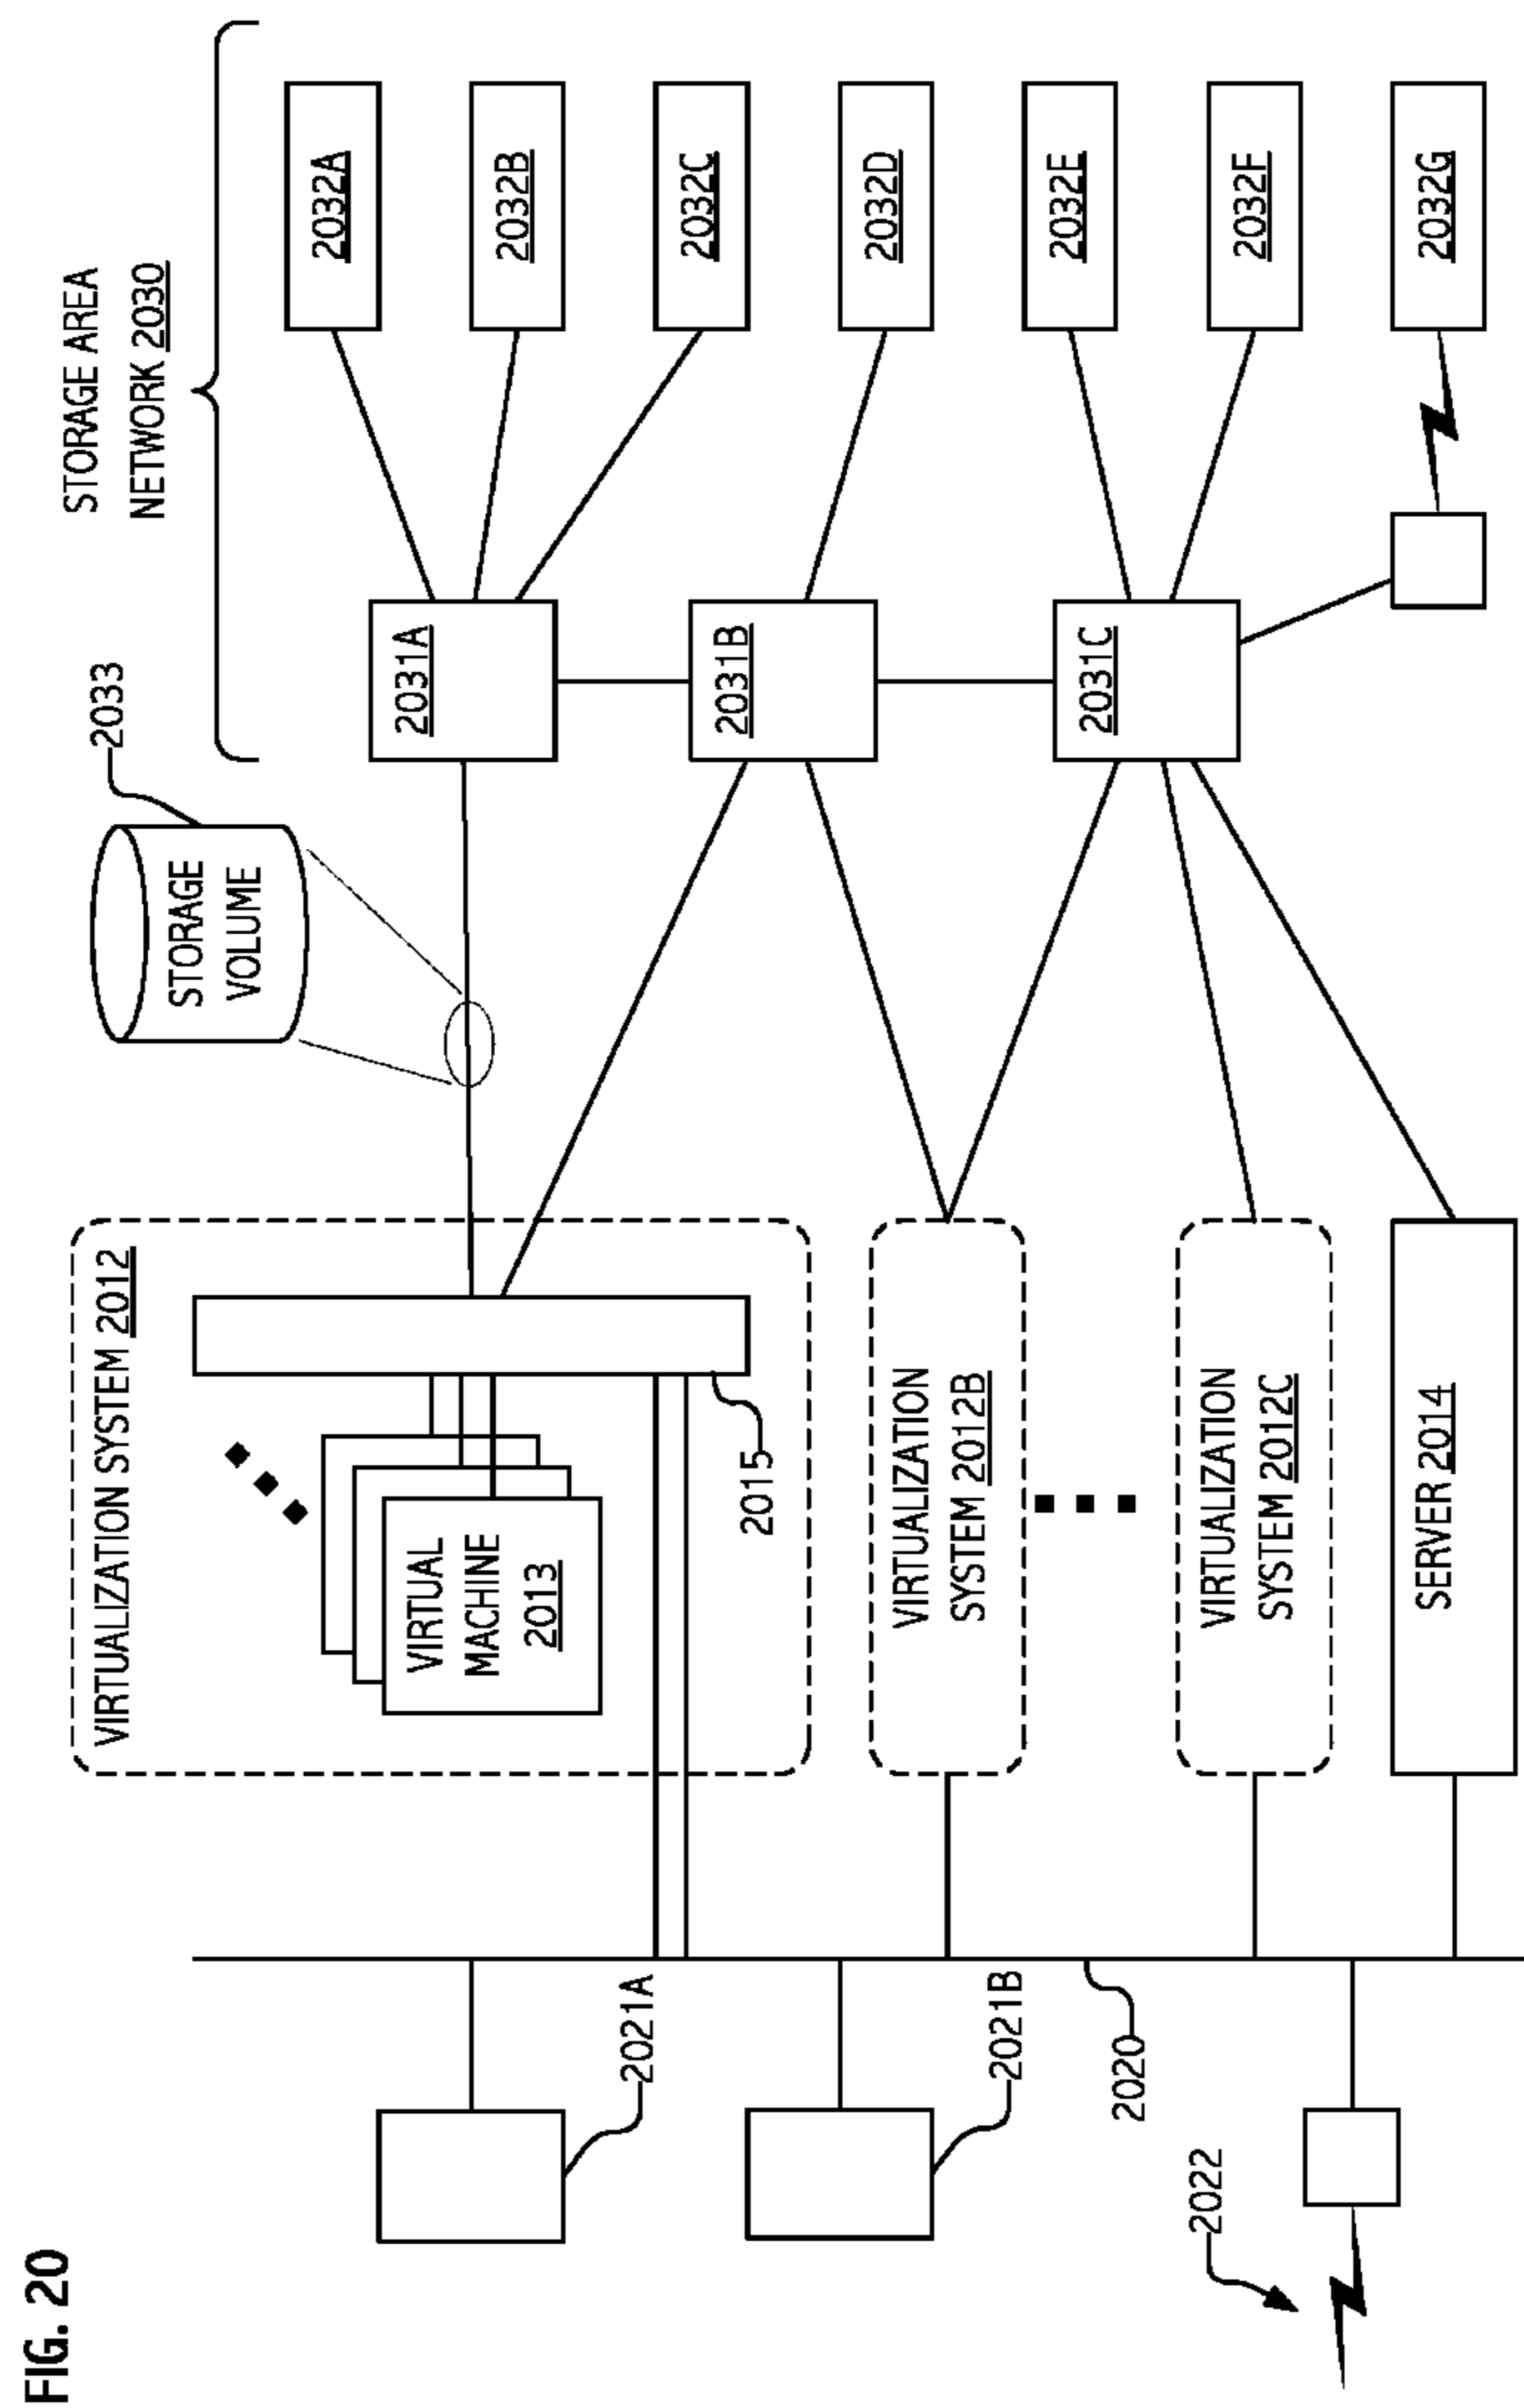 FIG. 20
STORAGE AREA
NETWORK 2030
2033
STORAGE
VOLUME
VIRTUALIZATION SYSTEM 2012
VIRTUAL
MACHINE
2013
2015
2021A
2031A
2032A
2032B
2032C
2031B
2032D
VIRTUALIZATION
SYSTEM 2012B
2021B
2020
2031C
2032E
2032F
VIRTUALIZATION
SYSTEM 2012C
2022
SERVER 2014
2032G